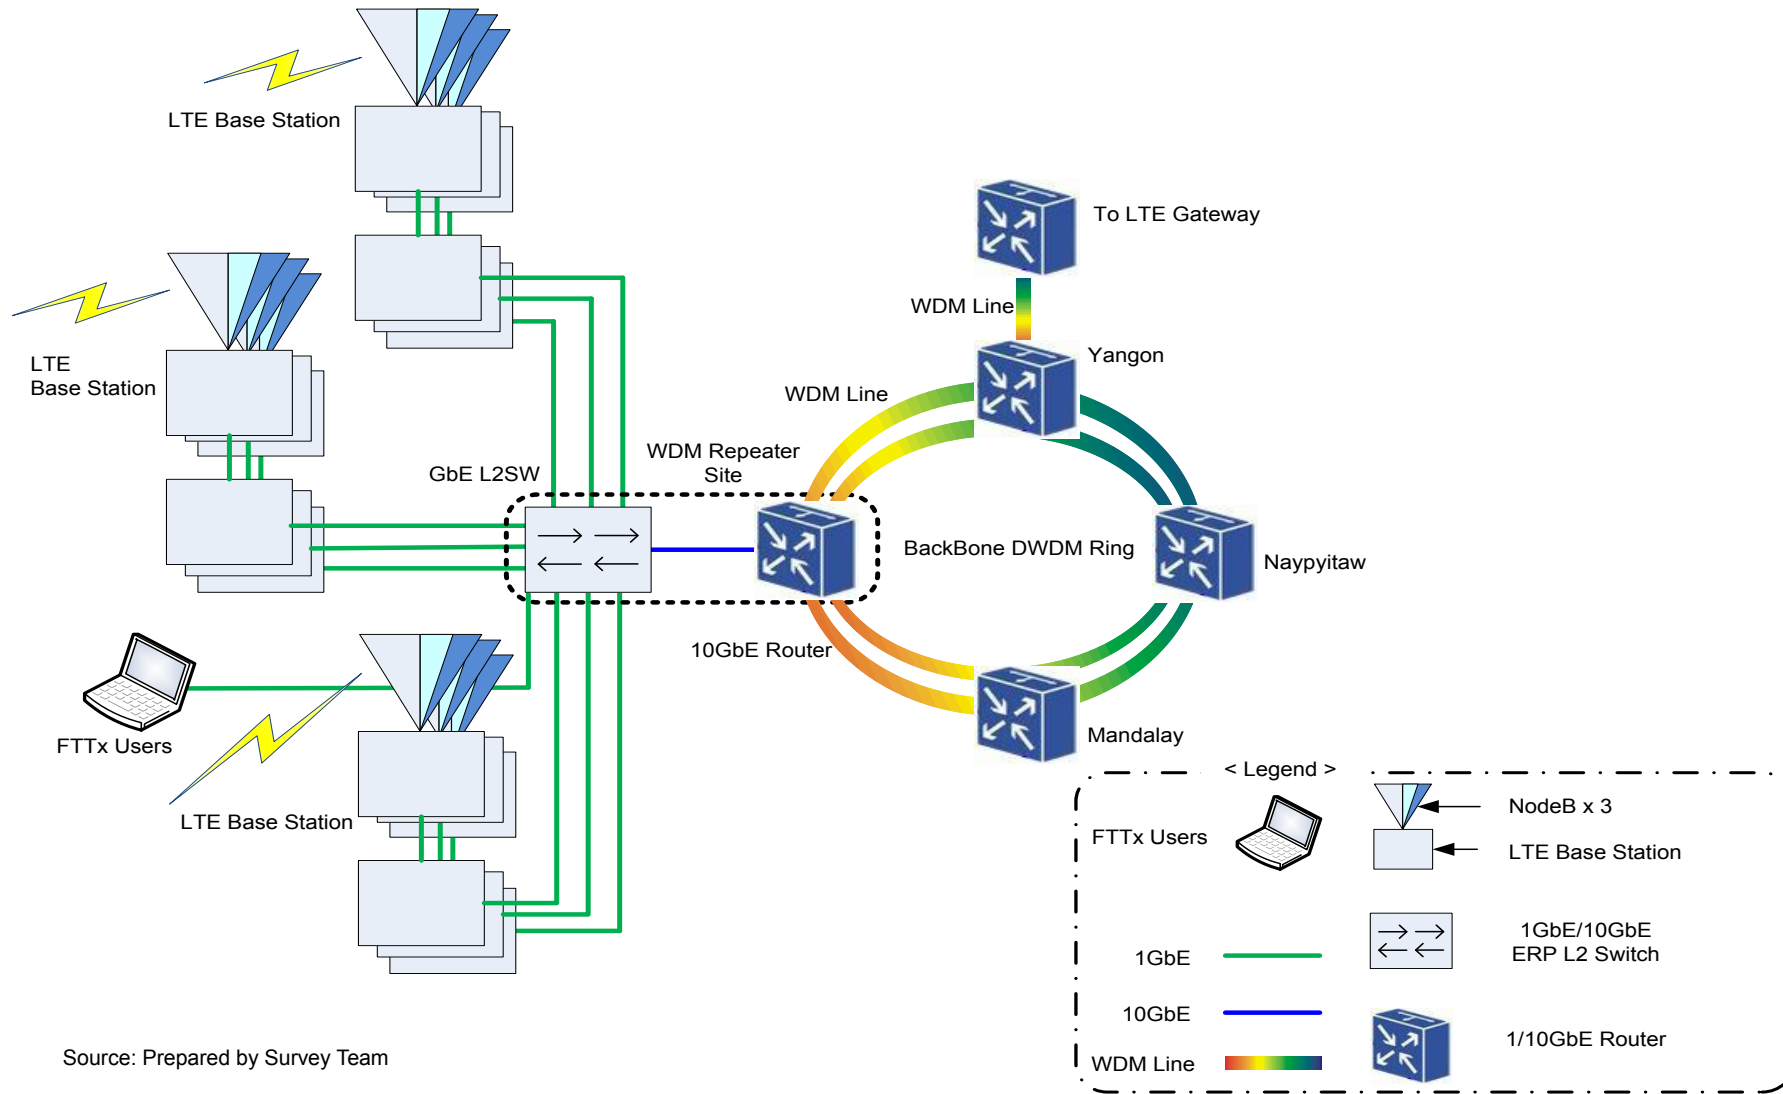 LTE Base Station
To LTE Gateway
WDM Line
Yangon
LTE
Base Station
WDM Line
WDM Repeater
Site
GbE L2SW
BackBone DWDM Ring
Naypyitaw
10GbE Router
FTTx Users
Mandalay
LTE Base Station
< Legend >
NodeB x 3
FTTx Users
LTE Base Station
1GbE/10GbE
ERP L2 Switch
1GbE
10GbE
1/10GbE Router
WDM Line
Source: Prepared by Survey Team